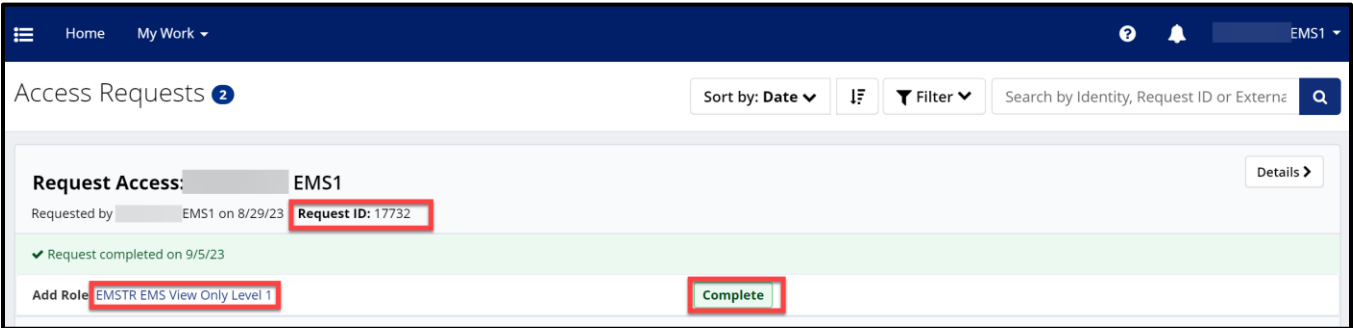 Home My Work EMS1
Access Requests 2 Sort by: Date Filter Search by Identity, Request ID or Externa
Request Access: EMS1 Details
Requested by EMS1 on 8/29/23 Request ID: 17732
Request completed on 9/5/23
Add Role EMSTR EMS View Only Level 1 Complete